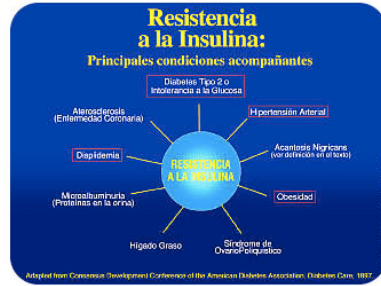 Resistencia
a la Insulina:
Principales condiciones acompañantes
Diabetes Tipo 2 o
Intolerancia a la Glucosa
Aterosclerosis
(Enfermedad Coronaria)
Hipertensión Arterial
Dislipidemia
RESISTENCIA
A LA INSULINA
Acantosis Nigricans
(ver definición en el texto)
Microalbuminuria
(Proteínas en la orina)
Obesidad
Hígado Graso
Síndrome de
Ovario Poliquístico
Adapted from Consensus Development Conference of the American Diabetes Association, Diabetes Care, 1997